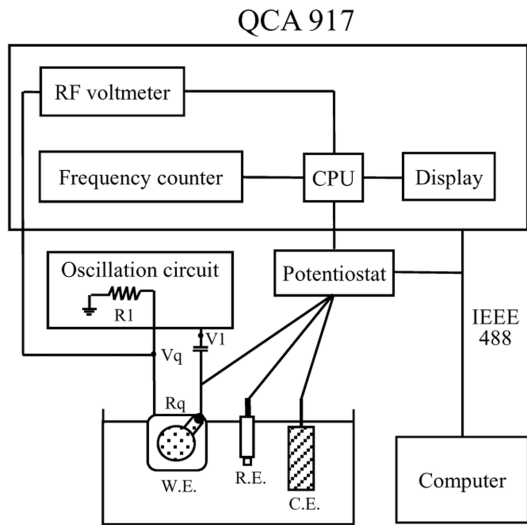 QCA 917
RF voltmeter
Frequency counter
CPU
Display
Oscillation circuit
R1
Potentiostat
V1
Vq
IEEE
488
Rq
W.E.
R.E.
C.E.
Computer